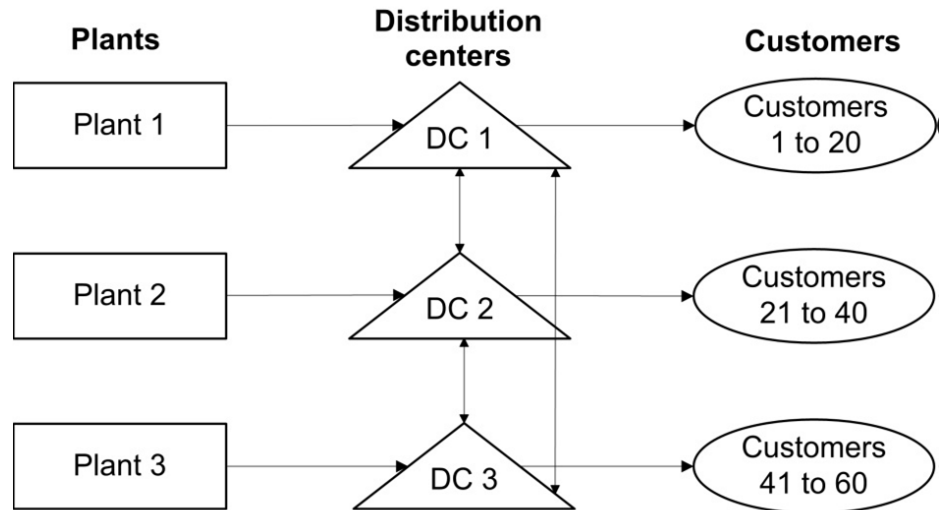 Plants
Distribution
centers
Customers
Plant 1
DC 1
Customers
1 to 20
Plant 2
DC 2
Customers
21 to 40
Plant 3
DC 3
Customers
41 to 60